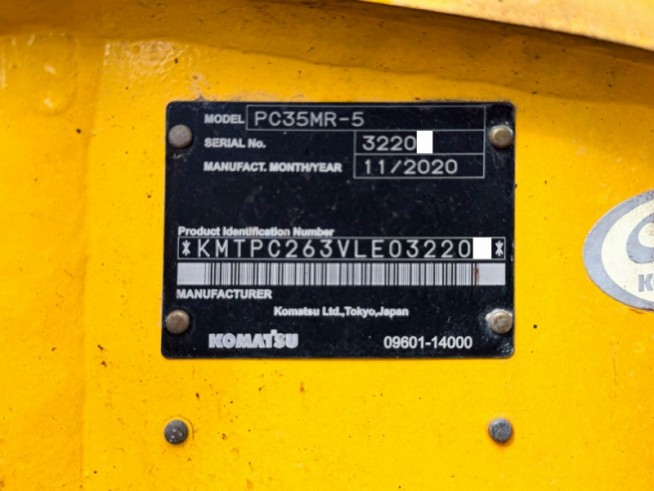 MODEL PC35MR-5
SERIAL No. 3220
MANUFACT. MONTH/YEAR 11/2020
Product Identification Number
*KMTPC263VLE03220 *
MANUFACTURER
Komatsu Ltd.,Tokyo,Japan
KOMATSU 09601-14000